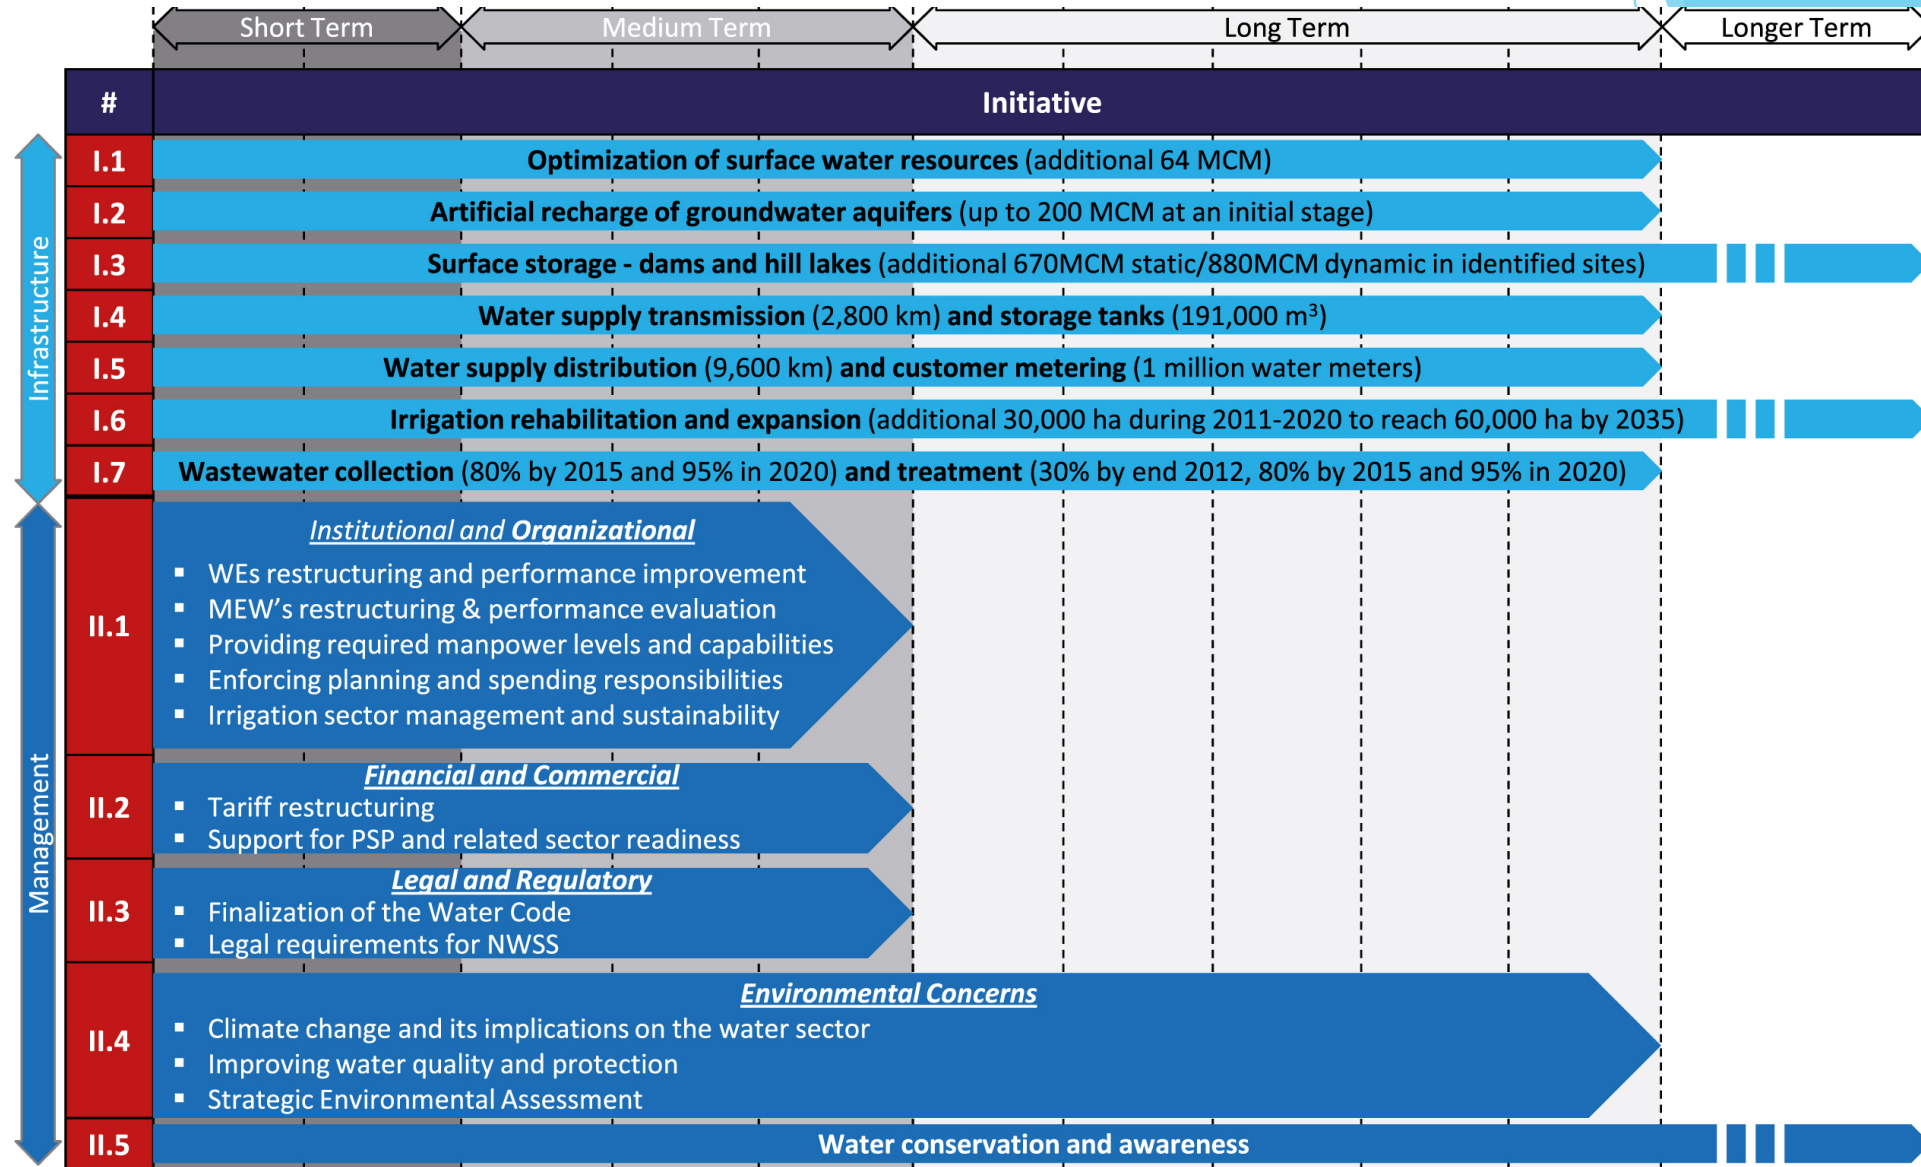 Short Term Medium Term Long Term Longer Term
# Initiative
Infrastructure
I.1 Optimization of surface water resources (additional 64 MCM)
I.2 Artificial recharge of groundwater aquifers (up to 200 MCM at an initial stage)
I.3 Surface storage - dams and hill lakes (additional 670MCM static/880MCM dynamic in identified sites)
I.4 Water supply transmission (2,800 km) and storage tanks (191,000 m³)
I.5 Water supply distribution (9,600 km) and customer metering (1 million water meters)
I.6 Irrigation rehabilitation and expansion (additional 30,000 ha during 2011-2020 to reach 60,000 ha by 2035)
I.7 Wastewater collection (80% by 2015 and 95% in 2020) and treatment (30% by end 2012, 80% by 2015 and 95% in 2020)
Management
II.1
Institutional and Organizational
▪ WEs restructuring and performance improvement
▪ MEW's restructuring & performance evaluation
▪ Providing required manpower levels and capabilities
▪ Enforcing planning and spending responsibilities
▪ Irrigation sector management and sustainability
II.2
Financial and Commercial
▪ Tariff restructuring
▪ Support for PSP and related sector readiness
II.3
Legal and Regulatory
▪ Finalization of the Water Code
▪ Legal requirements for NWSS
II.4
Environmental Concerns
▪ Climate change and its implications on the water sector
▪ Improving water quality and protection
▪ Strategic Environmental Assessment
II.5 Water conservation and awareness